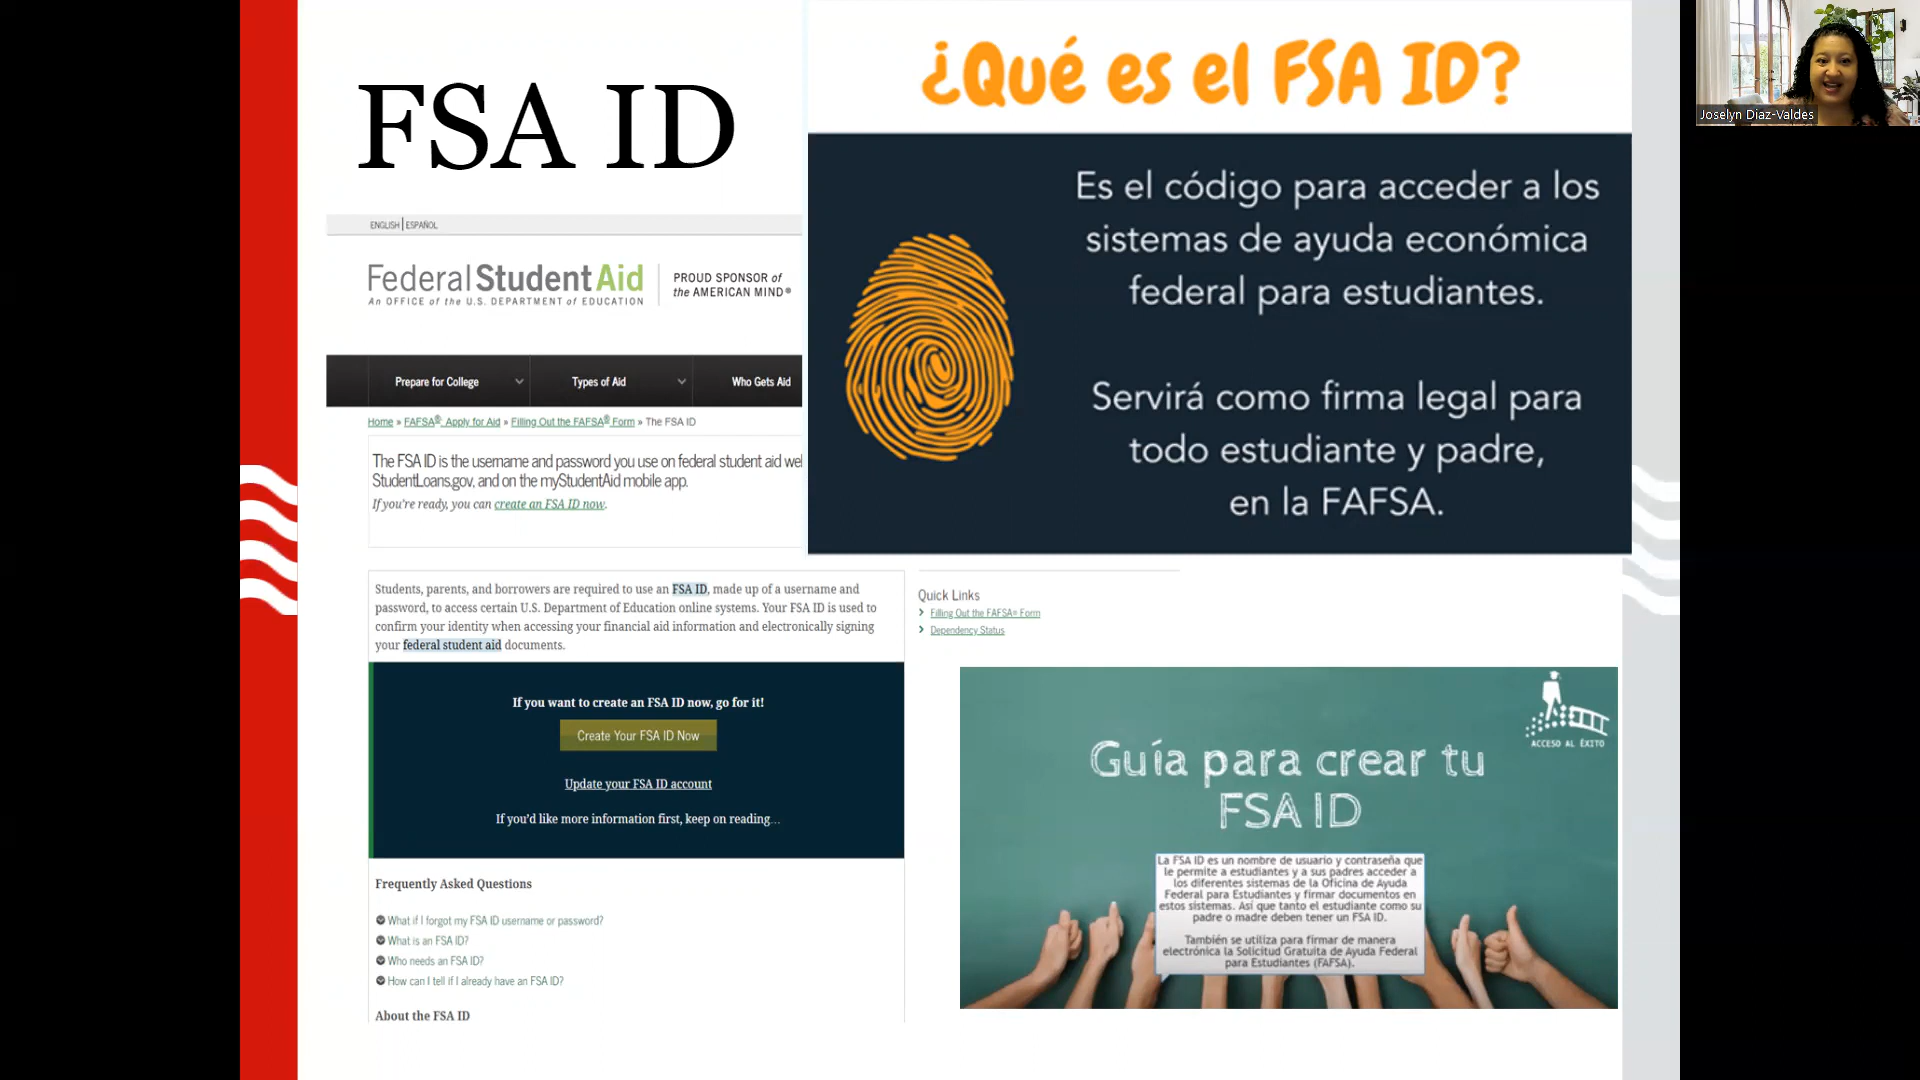 FSA ID
ENGLISH | ESPAÑOL
Federal Student Aid
An OFFICE of the U.S. DEPARTMENT of EDUCATION
PROUD SPONSOR of
the AMERICAN MIND®
Prepare for College
Types of Aid
Who Gets Aid
Home » FAFSA®: Apply for Aid » Filling Out the FAFSA® Form » The FSA ID
The FSA ID is the username and password you use on federal student aid
StudentLoans.gov, and on the myStudentAid mobile app.
If you're ready, you can create an FSA ID now.
¿Qué es el FSA ID?
Es el código para acceder a los
sistemas de ayuda económica
federal para estudiantes.
Servirá como firma legal para
todo estudiante y padre,
en la FAFSA.
Joselyn Diaz-Valdes
Students, parents, and borrowers are required to use an FSA ID, made up of a username and
password, to access certain U.S. Department of Education online systems. Your FSA ID is used to
confirm your identity when accessing your financial aid information and electronically signing
your federal student aid documents.
If you want to create an FSA ID now, go for it!
Create Your FSA ID Now
Update your FSA ID account
If you'd like more information first, keep on reading...
Frequently Asked Questions
What if I forgot my FSA ID username or password?
What is an FSA ID?
Who needs an FSA ID?
How can I tell if I already have an FSA ID?
About the FSA ID
Quick Links
Filling Out the FAFSA® Form
Dependency Status
ACCESO AL ÉXITO
Guía para crear tu
FSA ID
La FSA ID es un nombre de usuario y contraseña que
le permite a estudiantes y a sus padres acceder a
los diferentes sistemas de la Oficina de Ayuda
Federal para Estudiantes y firmar documentos en
estos sistemas. Asi que tanto el estudiante como su
padre o madre deben tener un FSA ID.
También se utiliza para firmar de manera
electrónica la Solicitud Gratuita de Ayuda Federal
para Estudiantes (FAFSA).